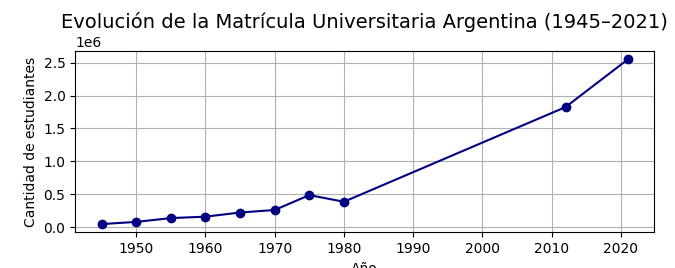 Evolución de la Matrícula Universitaria Argentina (1945–2021)
1e6
Cantidad de estudiantes
2.5
2.0
1.5
1.0
0.5
0.0
1950 1960 1970 1980 1990 2000 2010 2020
Año